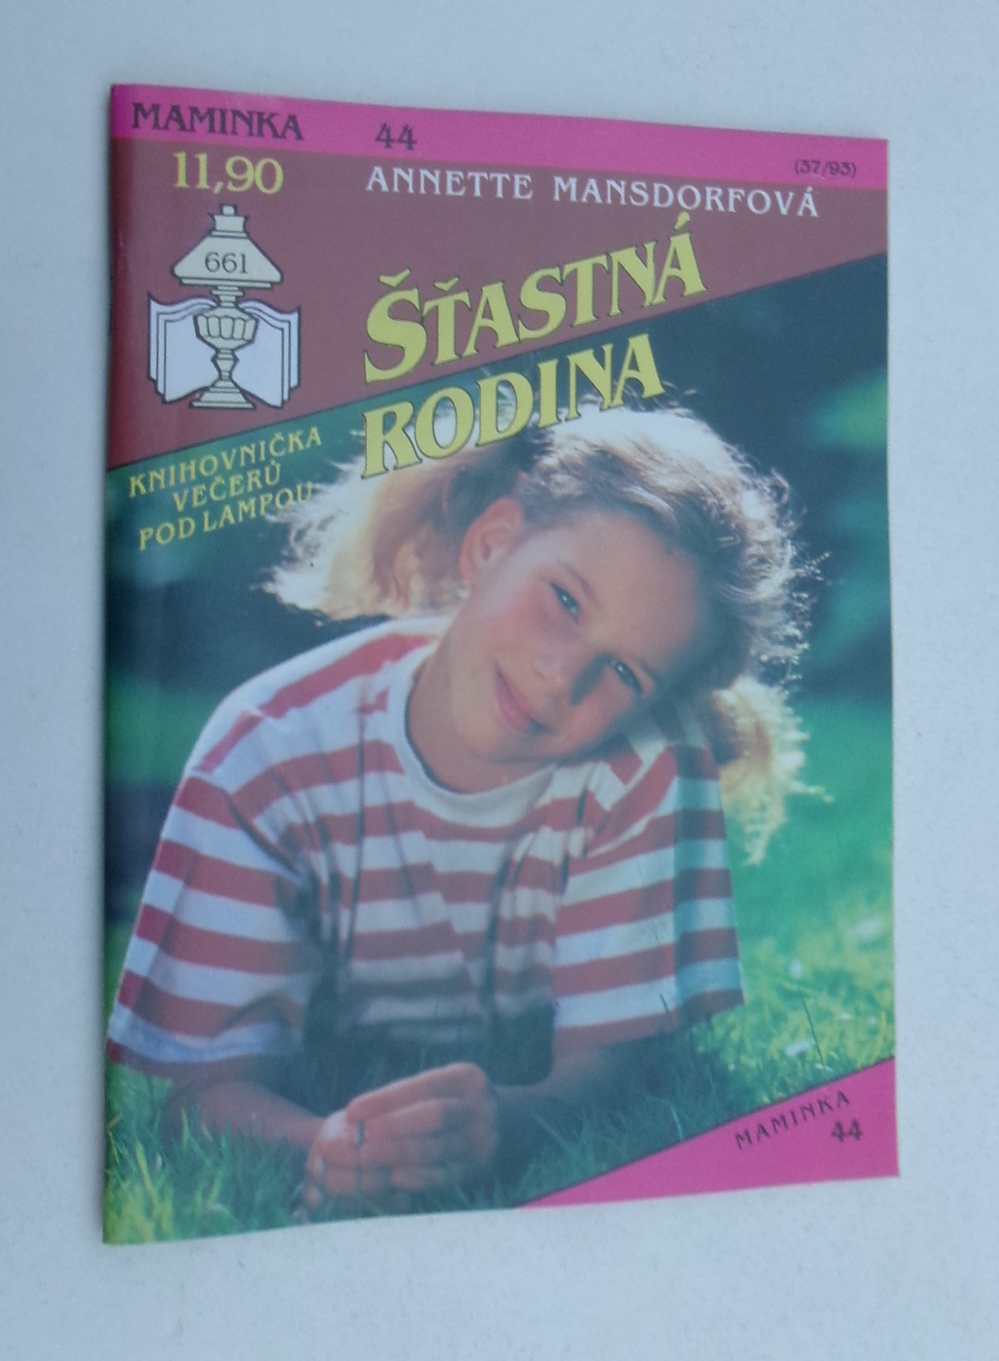 MAMINKA 44
(37/93)
11,90
ANNETTE MANSDORFOVÁ
661
ŠŤASTNÁ
RODINA
KNIHOVNIČKA
VEČERŮ
POD LAMPOU
MAMINKA
44